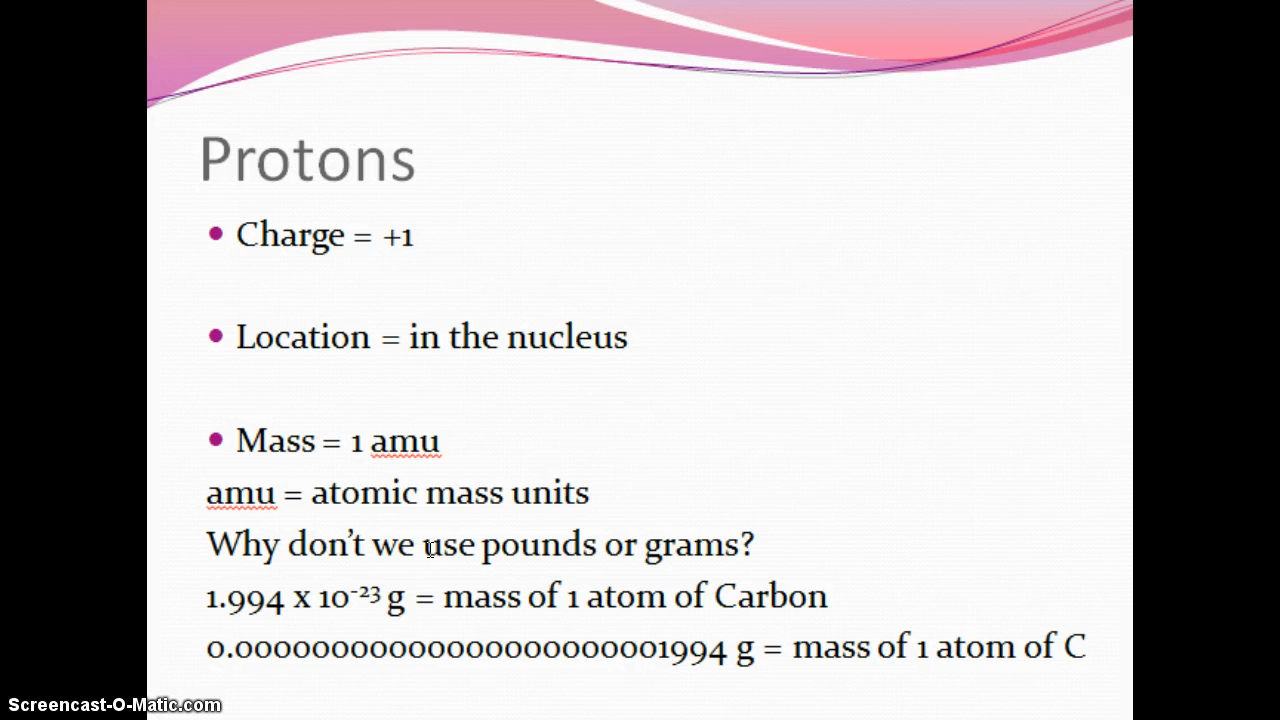 Protons
• Charge = +1
• Location = in the nucleus
• Mass = 1 amu
amu = atomic mass units
Why don't we use pounds or grams?
1.994 x 10⁻²³ g = mass of 1 atom of Carbon
0.00000000000000000000001994 g = mass of 1 atom of C
Screencast-O-Matic.com